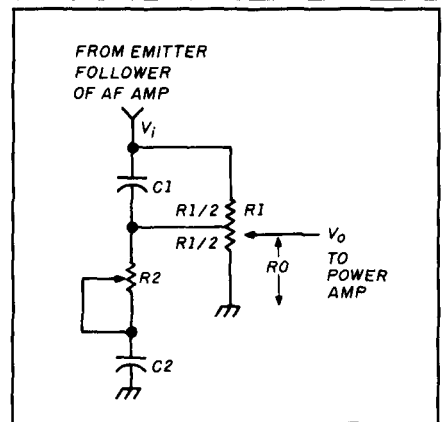 FROM EMITTER
FOLLOWER
OF AF AMP
Vi
C1
R1/2 R1
R1/2
Vo
TO
POWER
AMP
RO
R2
C2